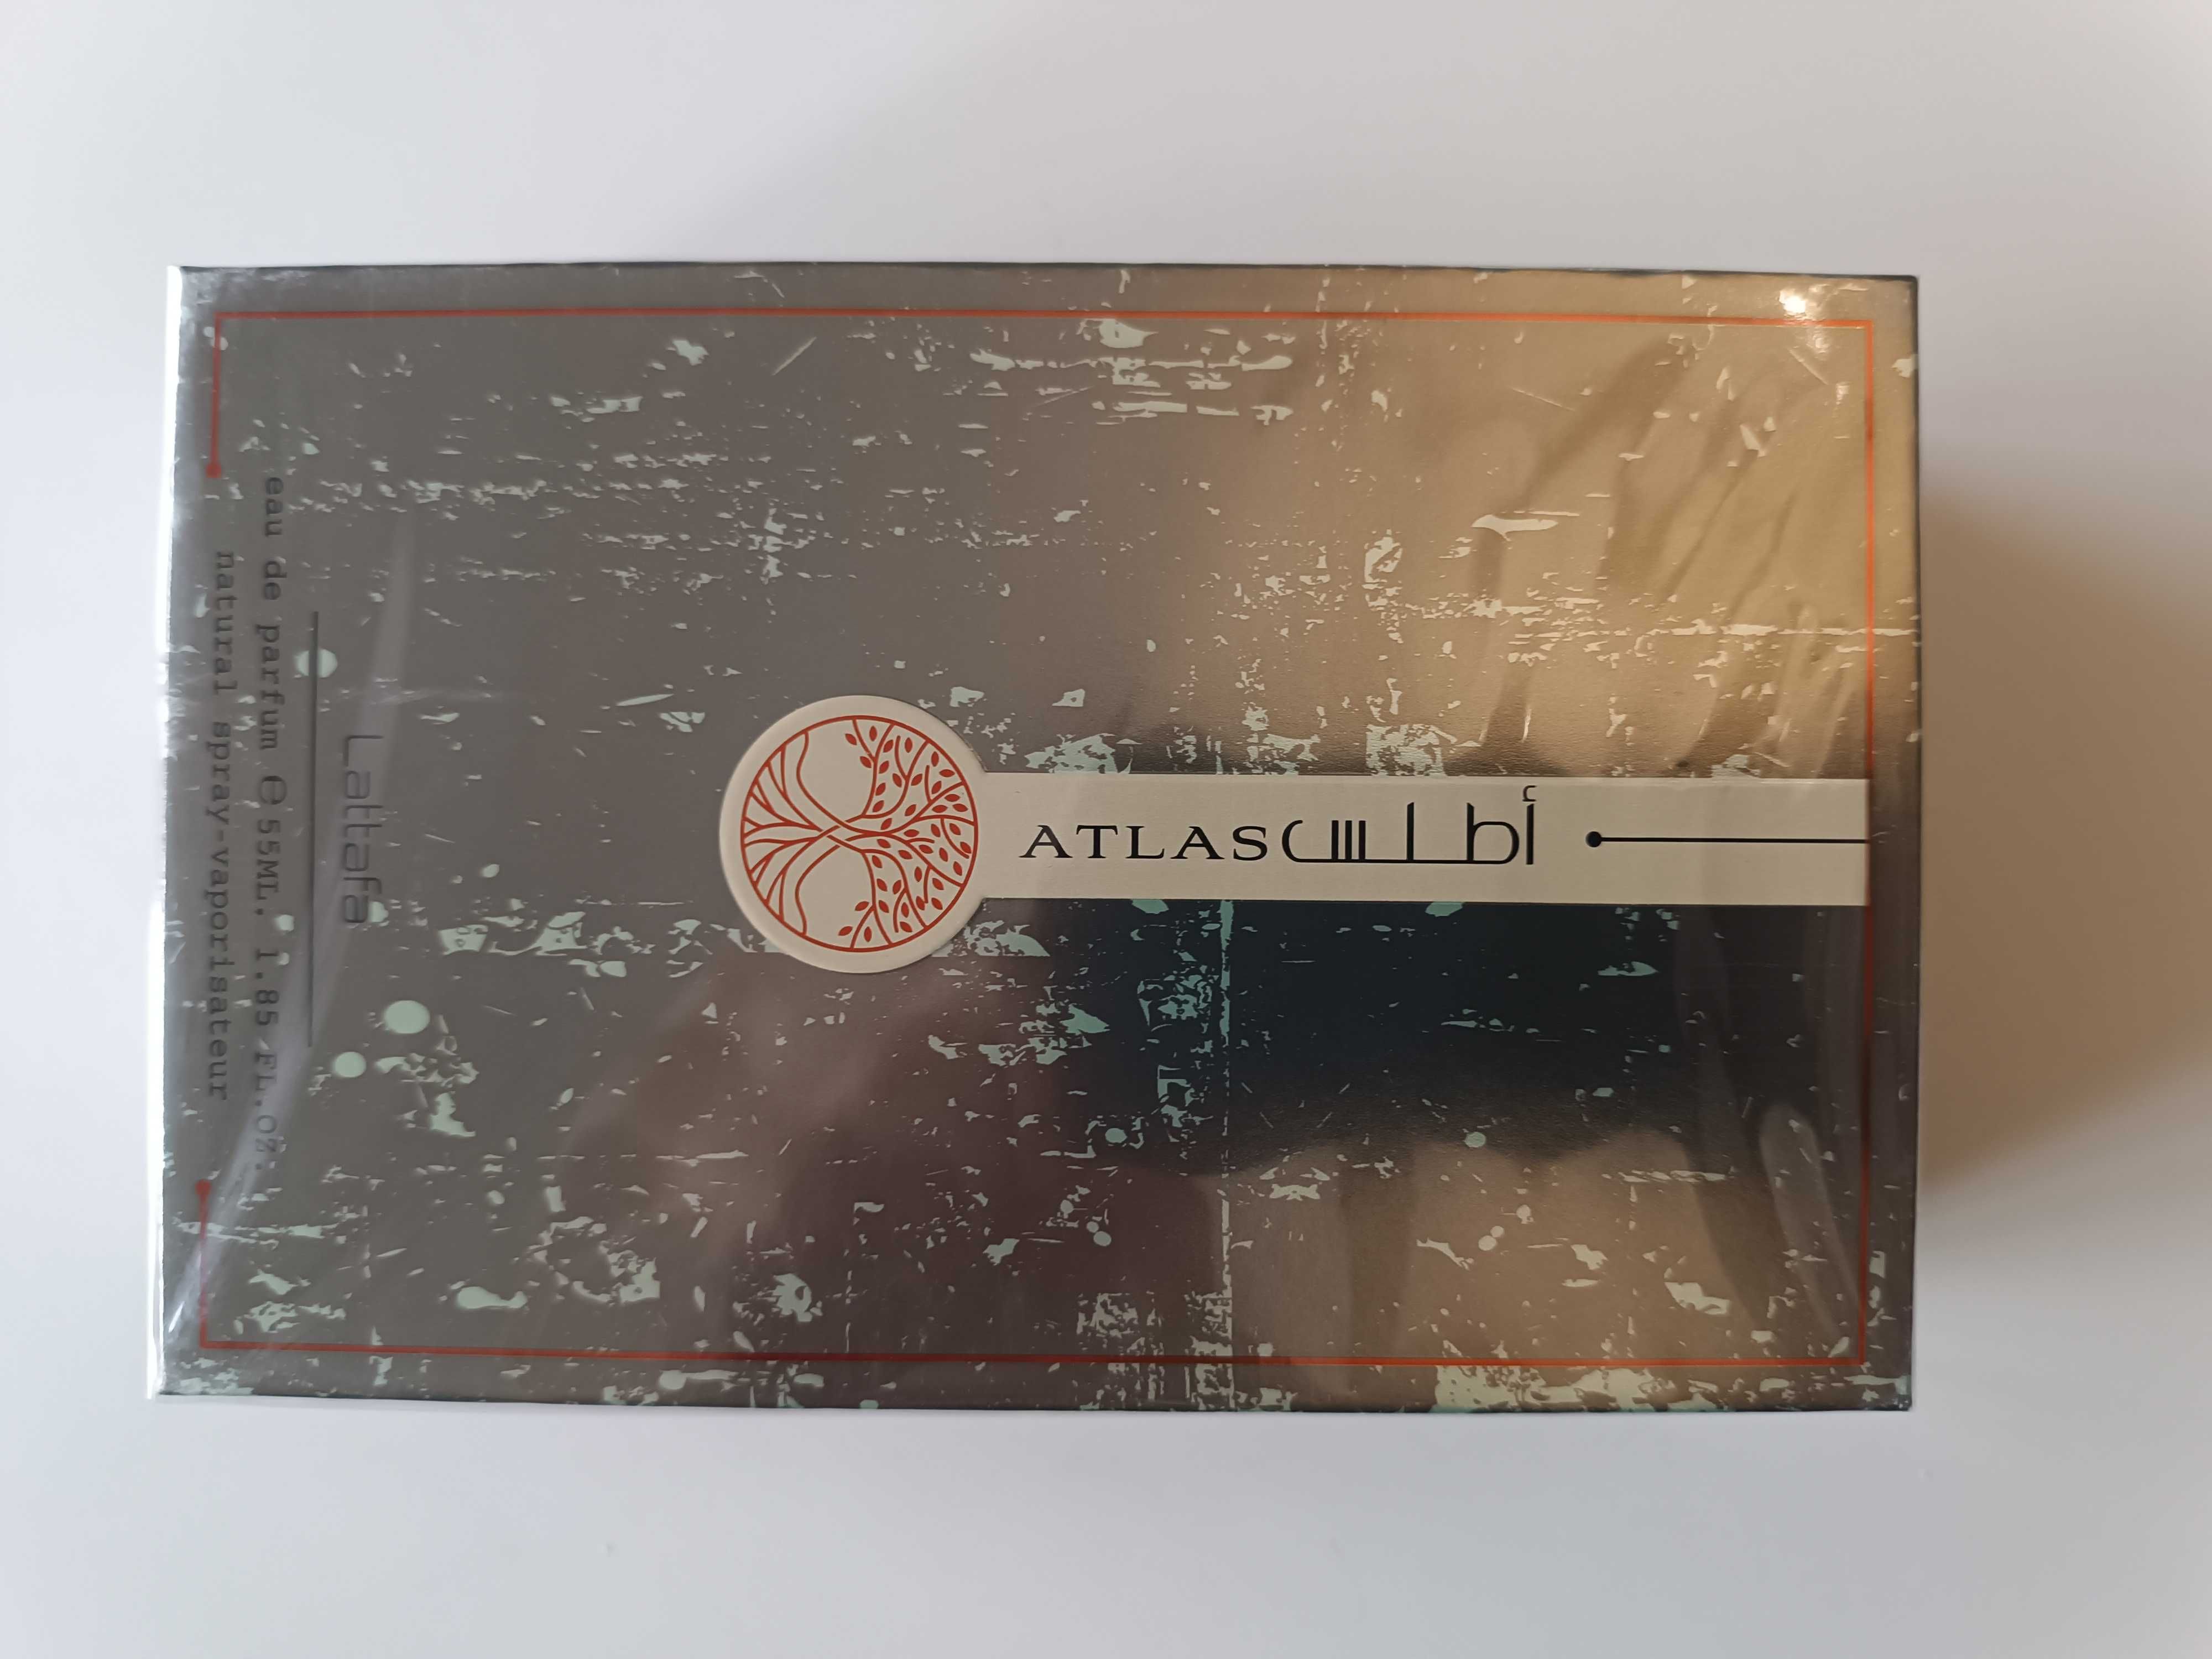 ATLAS أطلس
Lattafa
eau de parfum ℮ 55ML. 1.85 FL.OZ.
natural spray-vaporisateur